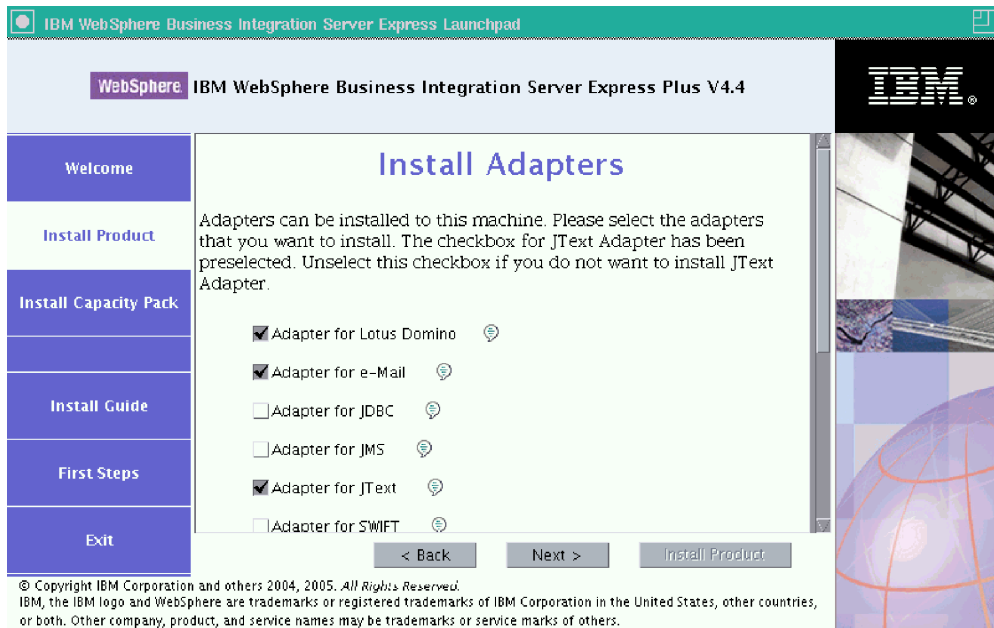 IBM WebSphere Business Integration Server Express Launchpad
WebSphere. IBM WebSphere Business Integration Server Express Plus V4.4
IBM®
Welcome
Install Product
Install Capacity Pack
Install Guide
First Steps
Exit
Install Adapters
Adapters can be installed to this machine. Please select the adapters
that you want to install. The checkbox for JText Adapter has been
preselected. Unselect this checkbox if you do not want to install JText
Adapter.
Adapter for Lotus Domino
Adapter for e-Mail
Adapter for JDBC
Adapter for JMS
Adapter for JText
Adapter for SWIFT
< Back Next > Install Product
© Copyright IBM Corporation and others 2004, 2005. All Rights Reserved.
IBM, the IBM logo and WebSphere are trademarks or registered trademarks of IBM Corporation in the United States, other countries,
or both. Other company, product, and service names may be trademarks or service marks of others.